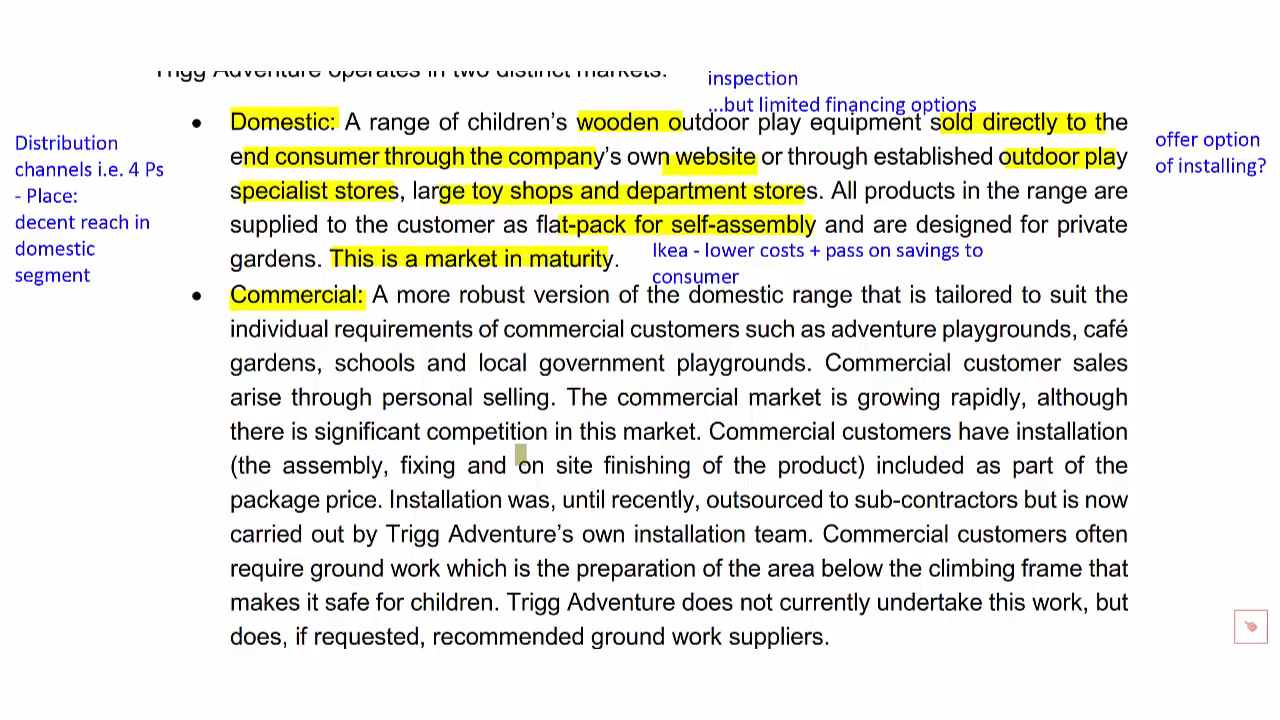 Trigg Adventure operates in two distinct markets:
inspection
...but limited financing options
• Domestic: A range of children's wooden outdoor play equipment sold directly to the
end consumer through the company's own website or through established outdoor play
specialist stores, large toy shops and department stores. All products in the range are
supplied to the customer as flat-pack for self-assembly and are designed for private
gardens. This is a market in maturity.
Distribution
channels i.e. 4 Ps
- Place:
decent reach in
domestic
segment
offer option
of installing?
Ikea - lower costs + pass on savings to
consumer
• Commercial: A more robust version of the domestic range that is tailored to suit the
individual requirements of commercial customers such as adventure playgrounds, café
gardens, schools and local government playgrounds. Commercial customer sales
arise through personal selling. The commercial market is growing rapidly, although
there is significant competition in this market. Commercial customers have installation
(the assembly, fixing and on site finishing of the product) included as part of the
package price. Installation was, until recently, outsourced to sub-contractors but is now
carried out by Trigg Adventure's own installation team. Commercial customers often
require ground work which is the preparation of the area below the climbing frame that
makes it safe for children. Trigg Adventure does not currently undertake this work, but
does, if requested, recommended ground work suppliers.